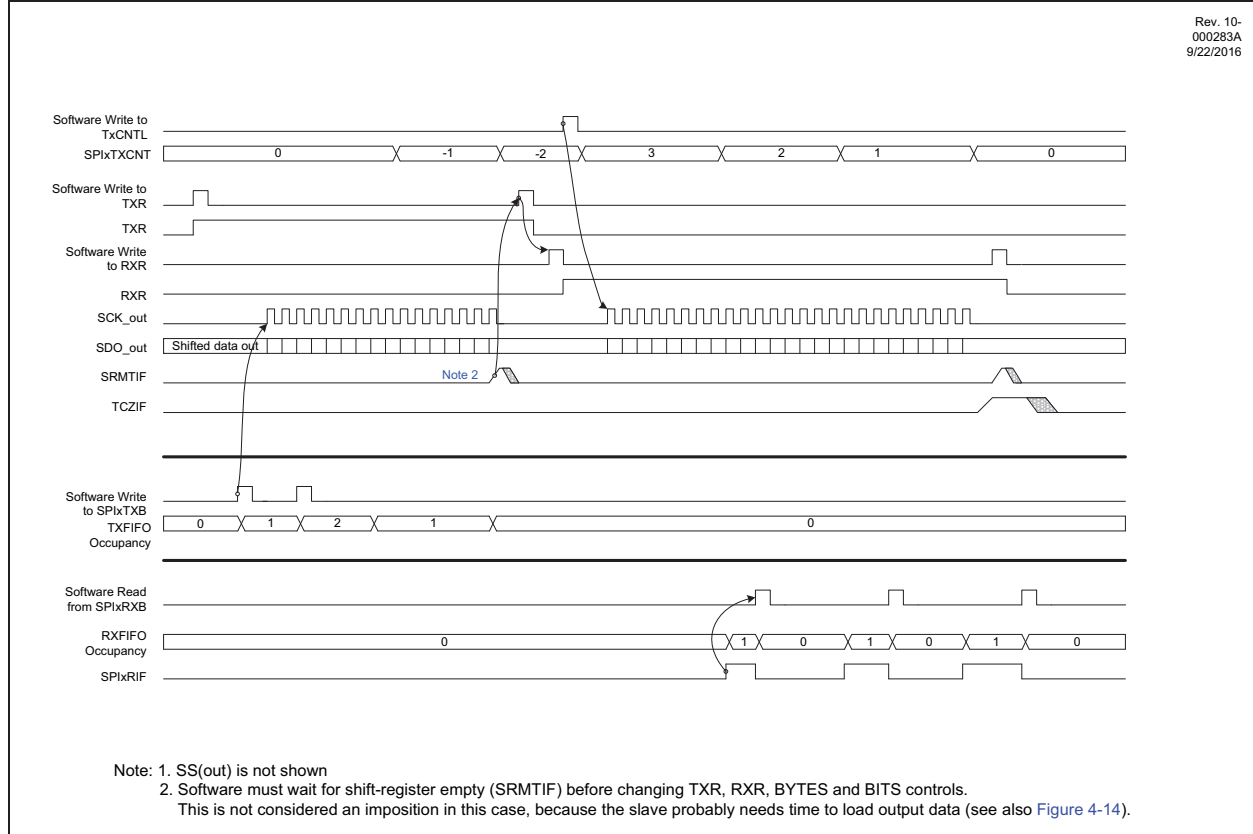 Rev. 10-
000283A
9/22/2016
Software Write to
TxCNTL
SPIxTXCNT
0
-1
-2
3
2
1
0
Software Write to
TXR
TXR
Software Write
to RXR
RXR
SCK_out
SDO_out
Shifted data out
SRMTIF
Note 2
TCZIF
Software Write
to SPIxTXB
TXFIFO
Occupancy
0
1
2
1
0
Software Read
from SPIxRXB
RXFIFO
Occupancy
0
1
0
1
0
1
0
SPIxRIF
Note: 1. SS(out) is not shown
2. Software must wait for shift-register empty (SRMTIF) before changing TXR, RXR, BYTES and BITS controls.
This is not considered an imposition in this case, because the slave probably needs time to load output data (see also Figure 4-14).